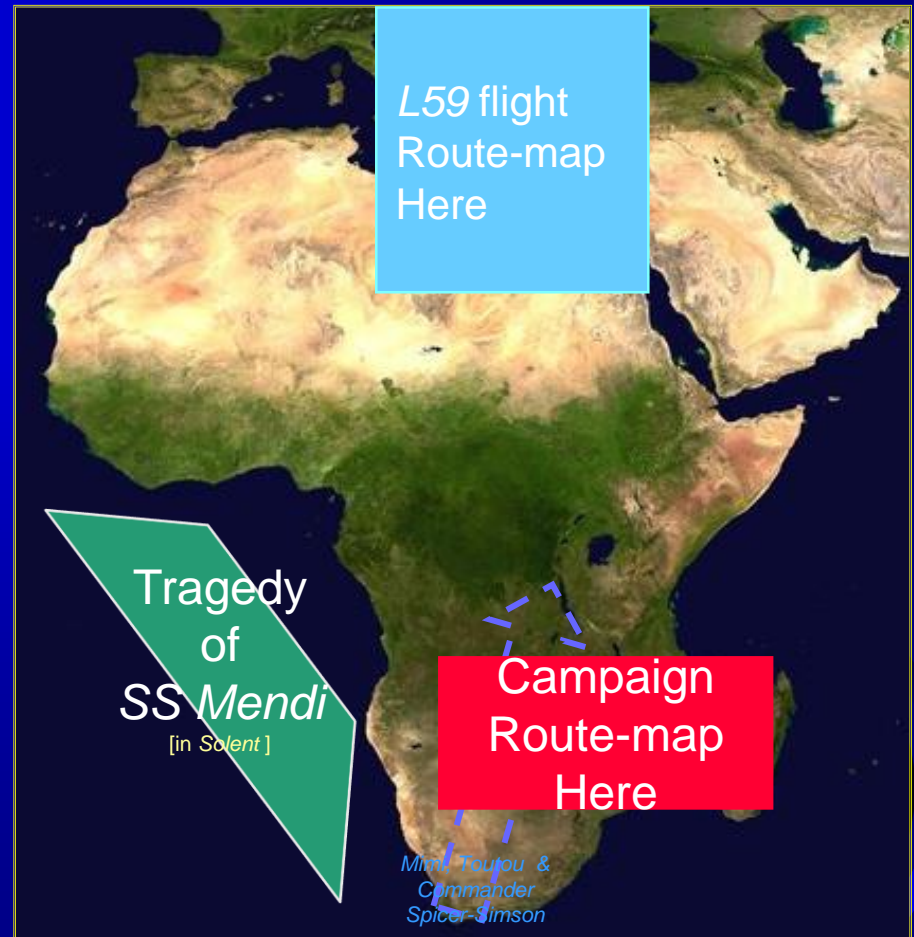 L59 flight
Route-map
Here
Tragedy
of
SS Mendi
[in Solent ]
Campaign
Route-map
Here
Mimi, Toutou &
Commander
Spicer-Simson